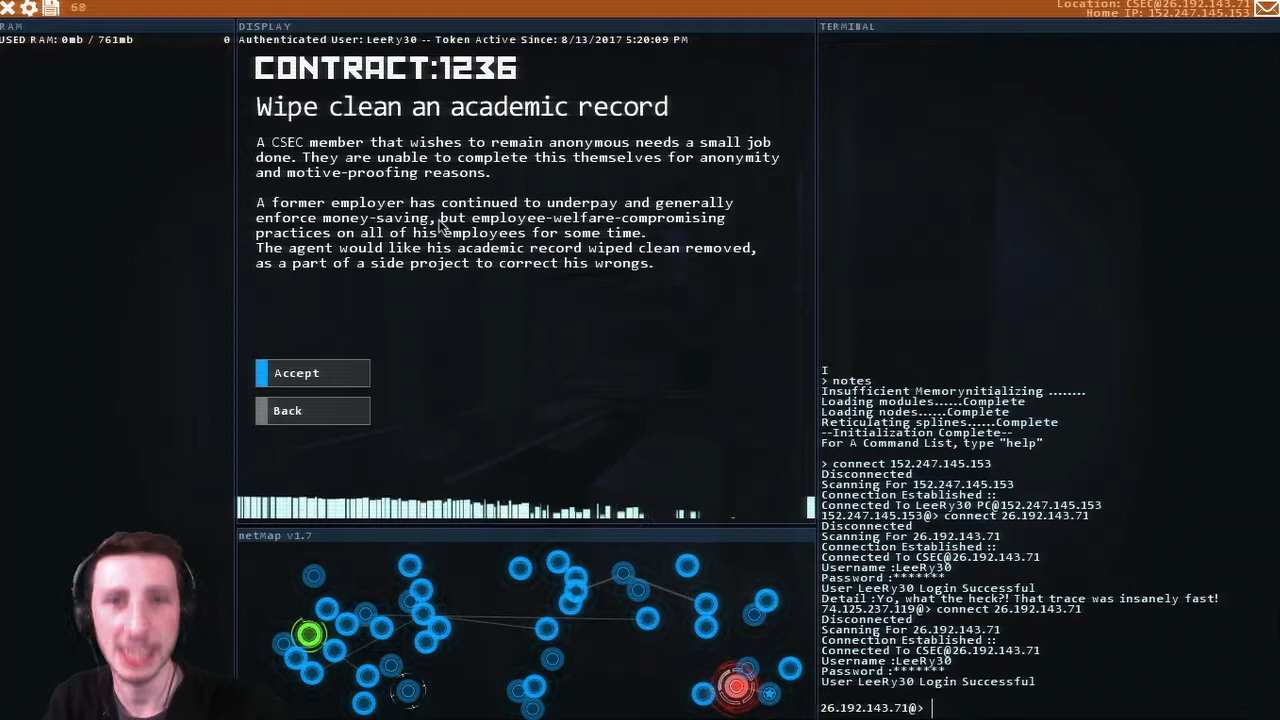 58
Location: CSEC@26.192.143.71
Home IP: 152.247.145.153
RAM
USED RAM: 0mb / 761mb
0
DISPLAY
Authenticated User: LeeRy30 -- Token Active Since: 8/13/2017 5:20:09 PM
CONTRACT:1236
Wipe clean an academic record
A CSEC member that wishes to remain anonymous needs a small job
done. They are unable to complete this themselves for anonymity
and motive-proofing reasons.
A former employer has continued to underpay and generally
enforce money-saving, but employee-welfare-compromising
practices on all of his employees for some time.
The agent would like his academic record wiped clean removed,
as a part of a side project to correct his wrongs.
Accept
Back
netMap v1.7
TERMINAL
I
> notes
Insufficient Memorynitializing ........
Loading modules......Complete
Loading nodes......Complete
Reticulating splines......Complete
--Initialization Complete--
For A Command List, type "help"
> connect 152.247.145.153
Disconnected
Scanning For 152.247.145.153
Connection Established ::
Connected To LeeRy30 PC@152.247.145.153
152.247.145.153@> connect 26.192.143.71
Disconnected
Scanning For 26.192.143.71
Connection Established ::
Connected To CSEC@26.192.143.71
Username :LeeRy30
Password :*******
User LeeRy30 Login Successful
Detail :Yo, what the heck?! That trace was insanely fast!
74.125.237.119@> connect 26.192.143.71
Disconnected
Scanning For 26.192.143.71
Connection Established ::
Connected To CSEC@26.192.143.71
Username :LeeRy30
Password :*******
User LeeRy30 Login Successful
26.192.143.71@>